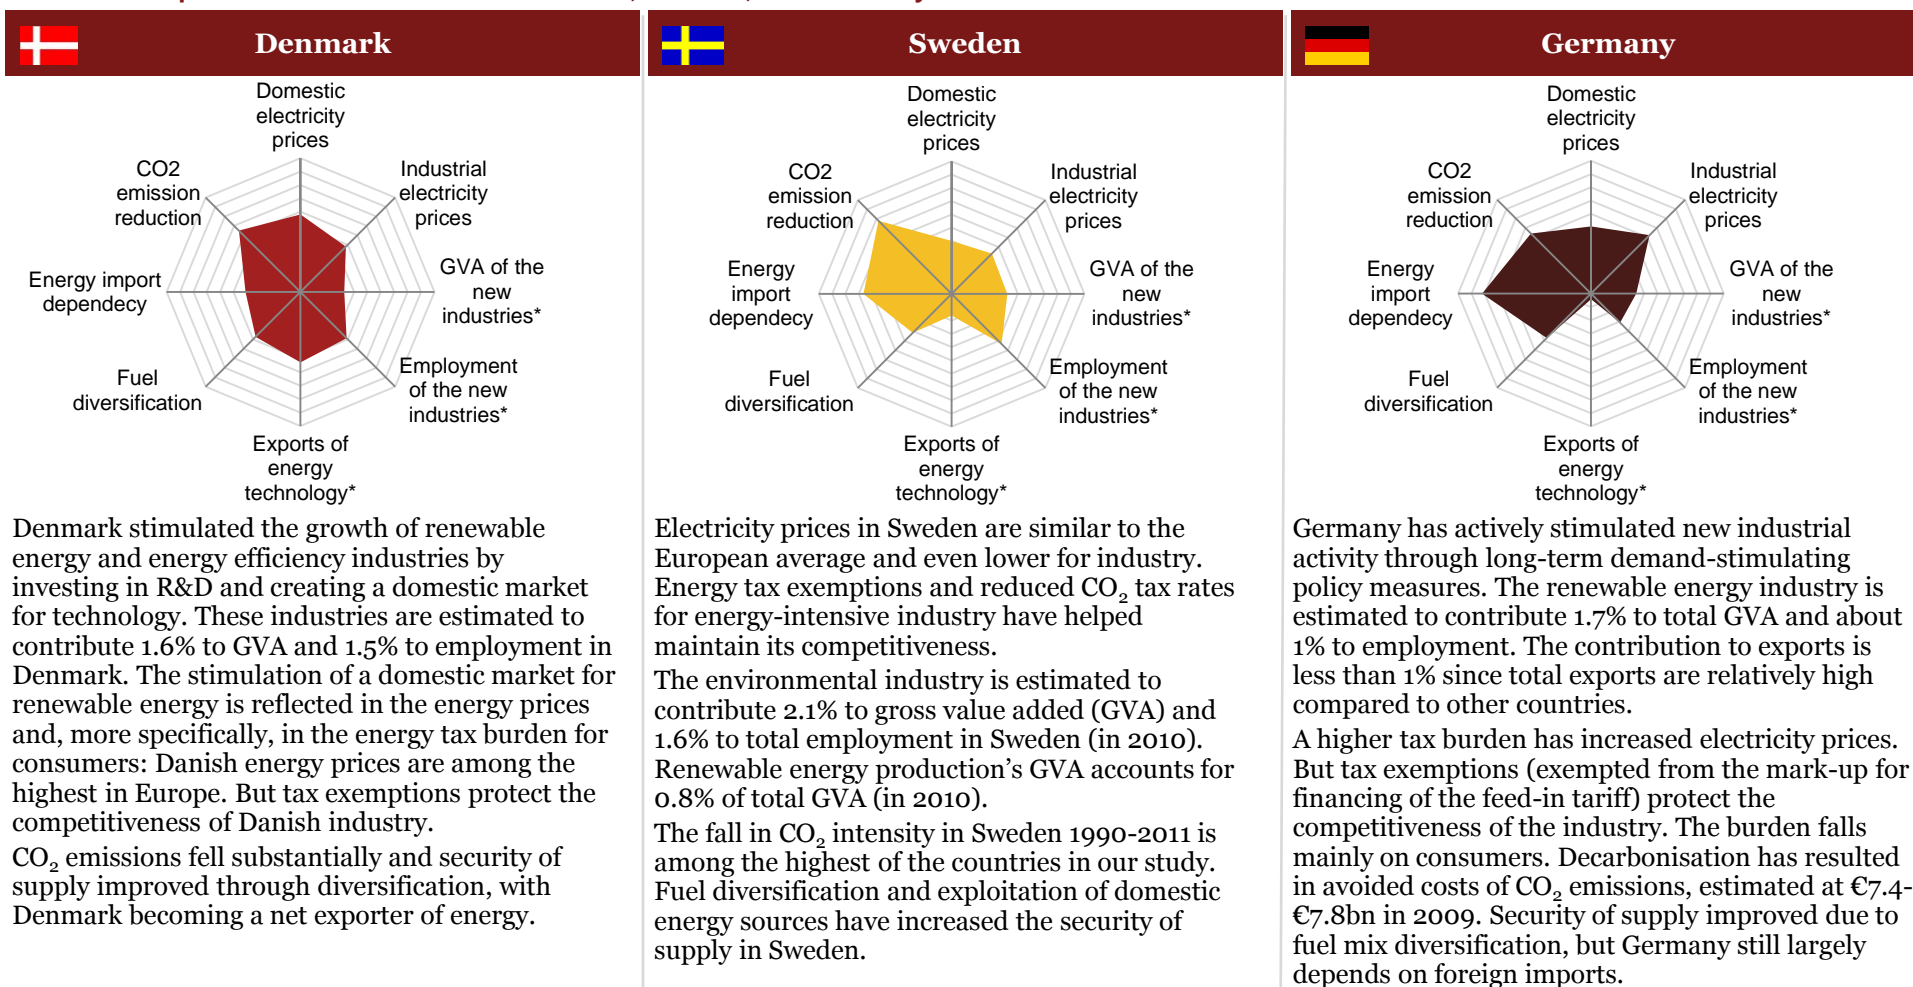 Denmark
Domestic
electricity
prices
CO2
emission
reduction
Industrial
electricity
prices
Energy import
dependecy
GVA of the
new
industries*
Fuel
diversification
Employment
of the new
industries*
Exports of
energy
technology*
Denmark stimulated the growth of renewable
energy and energy efficiency industries by
investing in R&D and creating a domestic market
for technology. These industries are estimated to
contribute 1.6% to GVA and 1.5% to employment in
Denmark. The stimulation of a domestic market for
renewable energy is reflected in the energy prices
and, more specifically, in the energy tax burden for
consumers: Danish energy prices are among the
highest in Europe. But tax exemptions protect the
competitiveness of Danish industry.
CO₂ emissions fell substantially and security of
supply improved through diversification, with
Denmark becoming a net exporter of energy.
Sweden
Domestic
electricity
prices
CO2
emission
reduction
Industrial
electricity
prices
Energy
import
dependecy
GVA of the
new
industries*
Fuel
diversification
Employment
of the new
industries*
Exports of
energy
technology*
Electricity prices in Sweden are similar to the
European average and even lower for industry.
Energy tax exemptions and reduced CO₂ tax rates
for energy-intensive industry have helped
maintain its competitiveness.
The environmental industry is estimated to
contribute 2.1% to gross value added (GVA) and
1.6% to total employment in Sweden (in 2010).
Renewable energy production’s GVA accounts for
0.8% of total GVA (in 2010).
The fall in CO₂ intensity in Sweden 1990-2011 is
among the highest of the countries in our study.
Fuel diversification and exploitation of domestic
energy sources have increased the security of
supply in Sweden.
Germany
Domestic
electricity
prices
CO2
emission
reduction
Industrial
electricity
prices
Energy
import
dependecy
GVA of the
new
industries*
Fuel
diversification
Employment
of the new
industries*
Exports of
energy
technology*
Germany has actively stimulated new industrial
activity through long-term demand-stimulating
policy measures. The renewable energy industry is
estimated to contribute 1.7% to total GVA and about
1% to employment. The contribution to exports is
less than 1% since total exports are relatively high
compared to other countries.
A higher tax burden has increased electricity prices.
But tax exemptions (exempted from the mark-up for
financing of the feed-in tariff) protect the
competitiveness of the industry. The burden falls
mainly on consumers. Decarbonisation has resulted
in avoided costs of CO₂ emissions, estimated at €7.4-
€7.8bn in 2009. Security of supply improved due to
fuel mix diversification, but Germany still largely
depends on foreign imports.